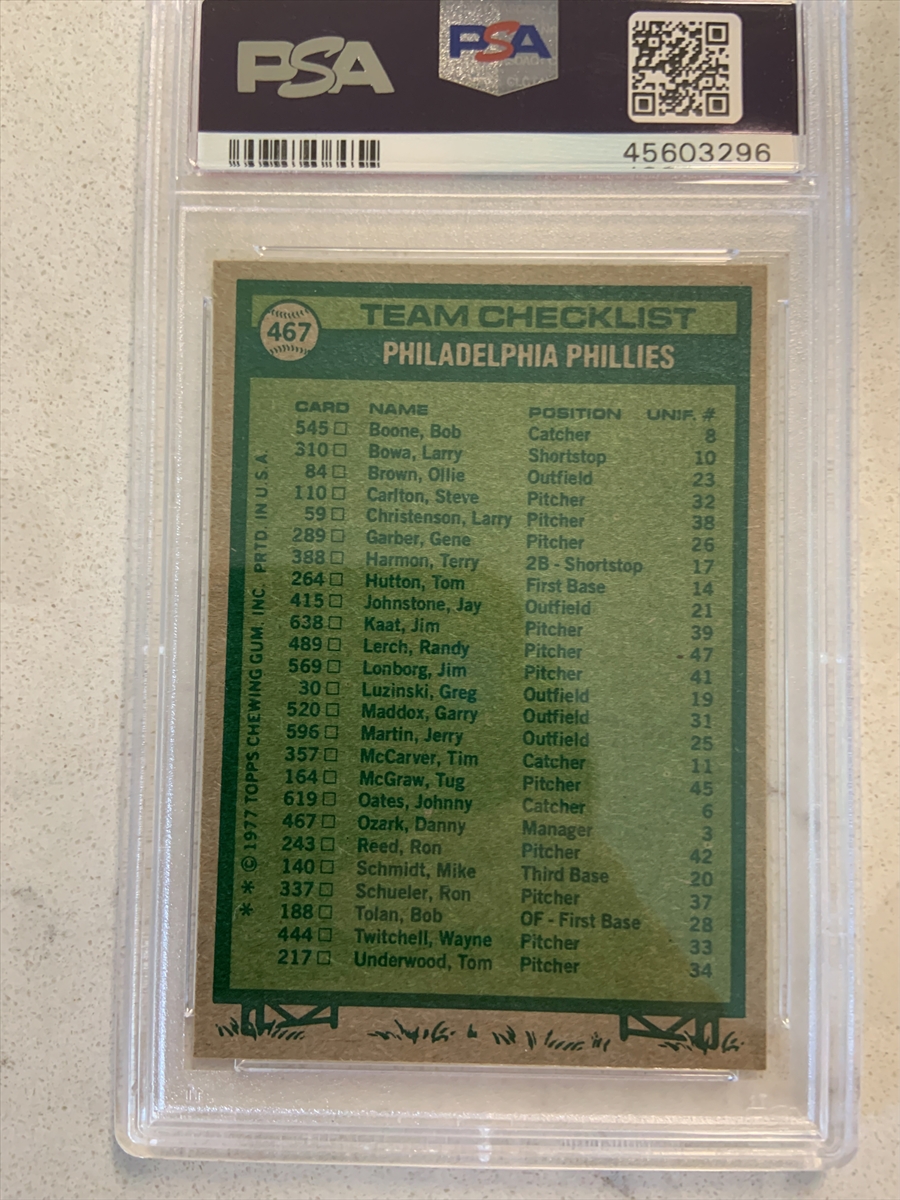 PSA PSA
45603296
467 TEAM CHECKLIST
PHILADELPHIA PHILLIES
CARD NAME POSITION UNIF. #
545 Boone, Bob Catcher 8
310 Bowa, Larry Shortstop 10
84 Brown, Ollie Outfield 23
110 Carlton, Steve Pitcher 32
59 Christenson, Larry Pitcher 38
289 Garber, Gene Pitcher 26
388 Harmon, Terry 2B - Shortstop 17
264 Hutton, Tom First Base 14
415 Johnstone, Jay Outfield 21
638 Kaat, Jim Pitcher 39
489 Lerch, Randy Pitcher 47
569 Lonborg, Jim Pitcher 41
30 Luzinski, Greg Outfield 19
520 Maddox, Garry Outfield 31
596 Martin, Jerry Outfield 25
357 McCarver, Tim Catcher 11
164 McGraw, Tug Pitcher 45
619 Oates, Johnny Catcher 6
467 Ozark, Danny Manager 3
243 Reed, Ron Pitcher 42
140 Schmidt, Mike Third Base 20
337 Schueler, Ron Pitcher 37
188 Tolan, Bob OF - First Base 28
444 Twitchell, Wayne Pitcher 33
217 Underwood, Tom Pitcher 34
* * © 1977 TOPPS CHEWING GUM, INC. PRTD. IN U.S.A.